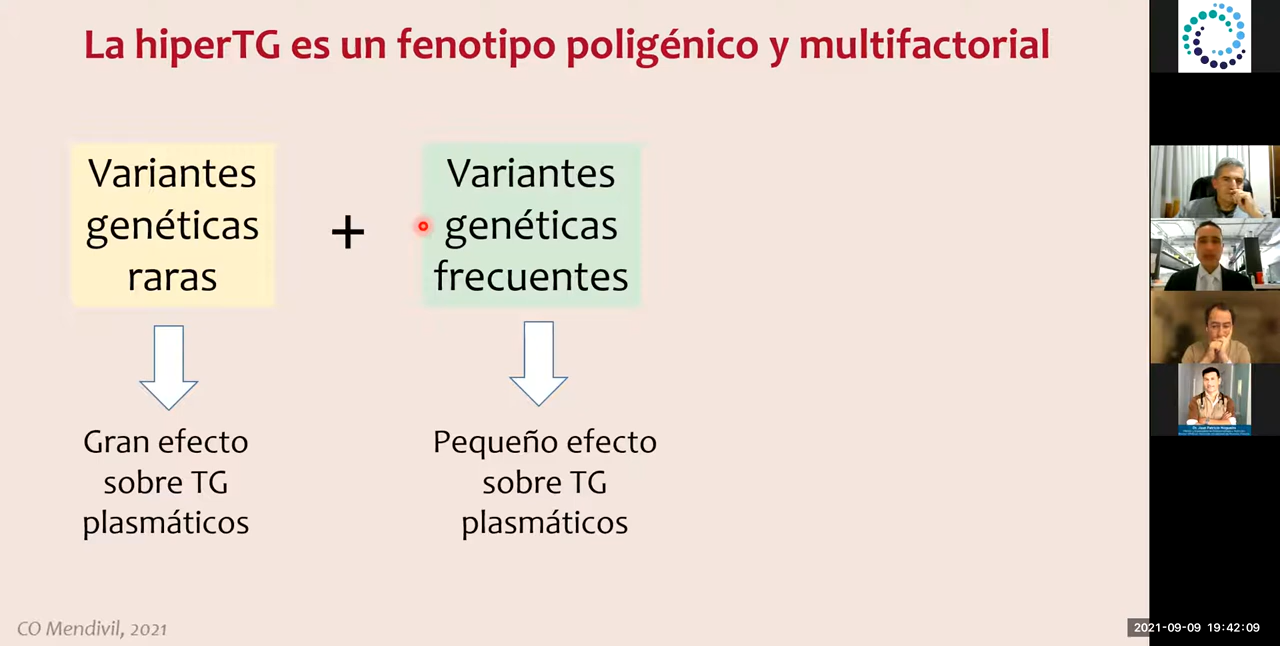 La hiperTG es un fenotipo poligénico y multifactorial
Variantes
genéticas
raras
+
Variantes
genéticas
frecuentes
Gran efecto
sobre TG
plasmáticos
Pequeño efecto
sobre TG
plasmáticos
CO Mendivil, 2021
2021-09-09 19:42:09